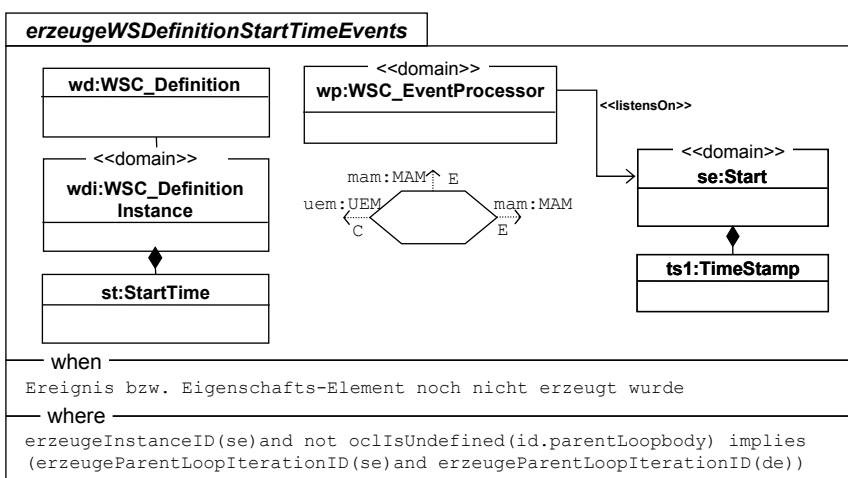 erzeugeWSDefinitionStartTimeEvents
wd:WSC_Definition
<<domain>>
wdi:WSC_Definition
Instance
st:StartTime
<<domain>>
wp:WSC_EventProcessor
<<listensOn>>
mam:MAM E
uem:UEM
C
mam:MAM
E
<<domain>>
se:Start
ts1:TimeStamp
when
Ereignis bzw. Eigenschafts-Element noch nicht erzeugt wurde
where
erzeugeInstanceID(se)and not oclIsUndefined(id.parentLoopbody) implies
(erzeugeParentLoopIterationID(se)and erzeugeParentLoopIterationID(de))